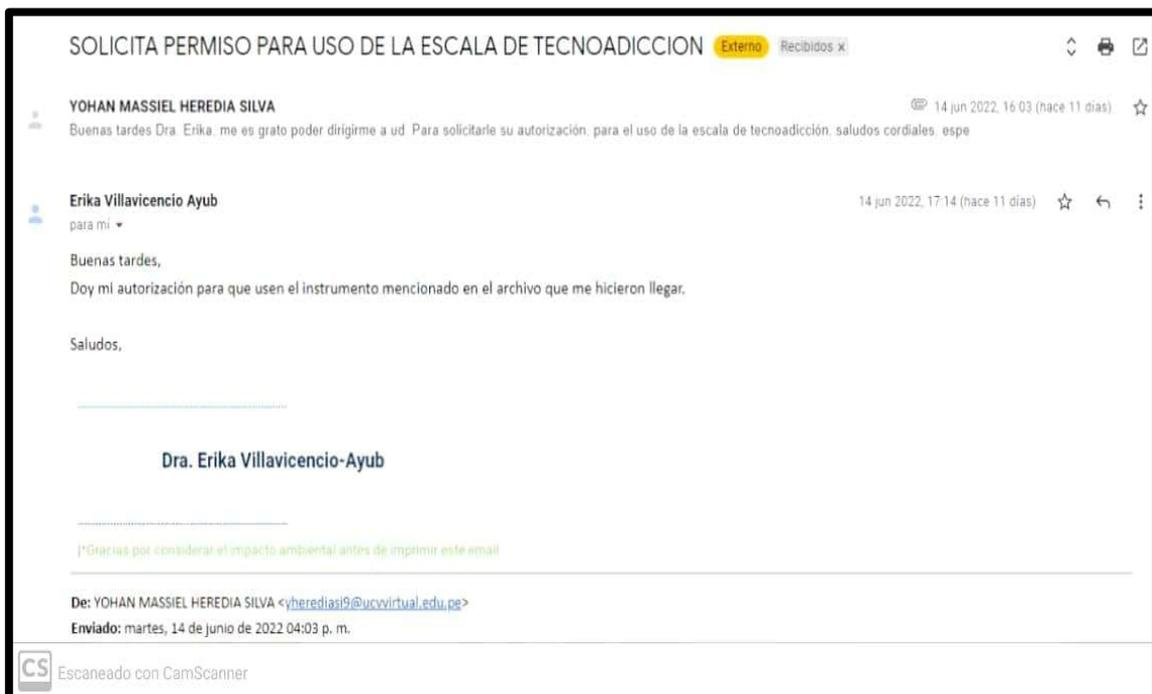 SOLICITA PERMISO PARA USO DE LA ESCALA DE TECNOADICCION Externo Recibidos x
YOHAN MASSIEL HEREDIA SILVA 14 jun 2022, 16:03 (hace 11 días)
Buenas tardes Dra. Erika, me es grato poder dirigirme a ud. Para solicitarle su autorización, para el uso de la escala de tecnoadicción, saludos cordiales, espe
Erika Villavicencio Ayub 14 jun 2022, 17:14 (hace 11 días)
para mí
Buenas tardes,
Doy mi autorización para que usen el instrumento mencionado en el archivo que me hicieron llegar.
Saludos,
Dra. Erika Villavicencio-Ayub
|*Gracias por considerar el impacto ambiental antes de imprimir este email
De: YOHAN MASSIEL HEREDIA SILVA <yherediasi9@ucvvirtual.edu.pe>
Enviado: martes, 14 de junio de 2022 04:03 p. m.
CS Escaneado con CamScanner